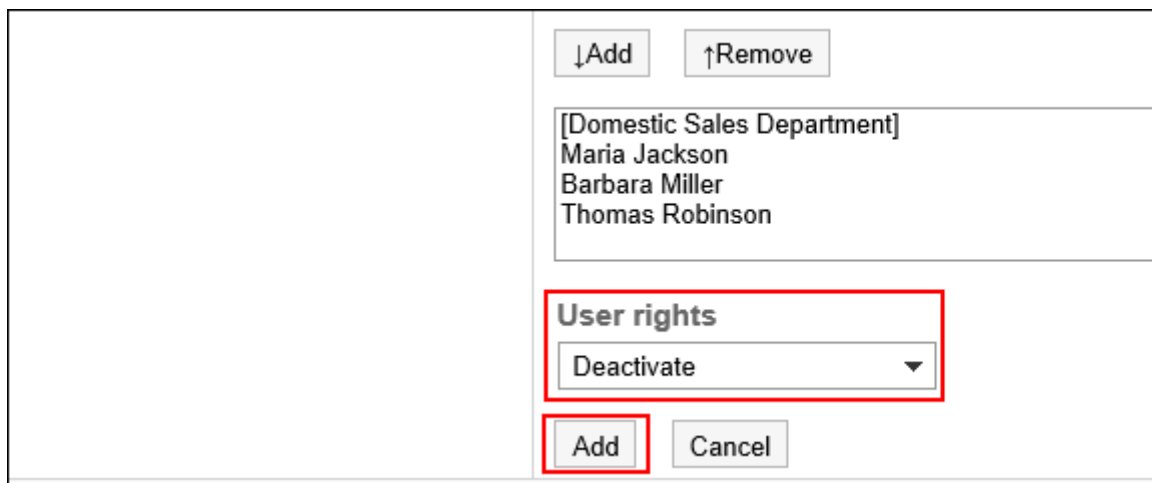 ↓Add ↑Remove
[Domestic Sales Department]
Maria Jackson
Barbara Miller
Thomas Robinson
User rights
Deactivate
Add Cancel